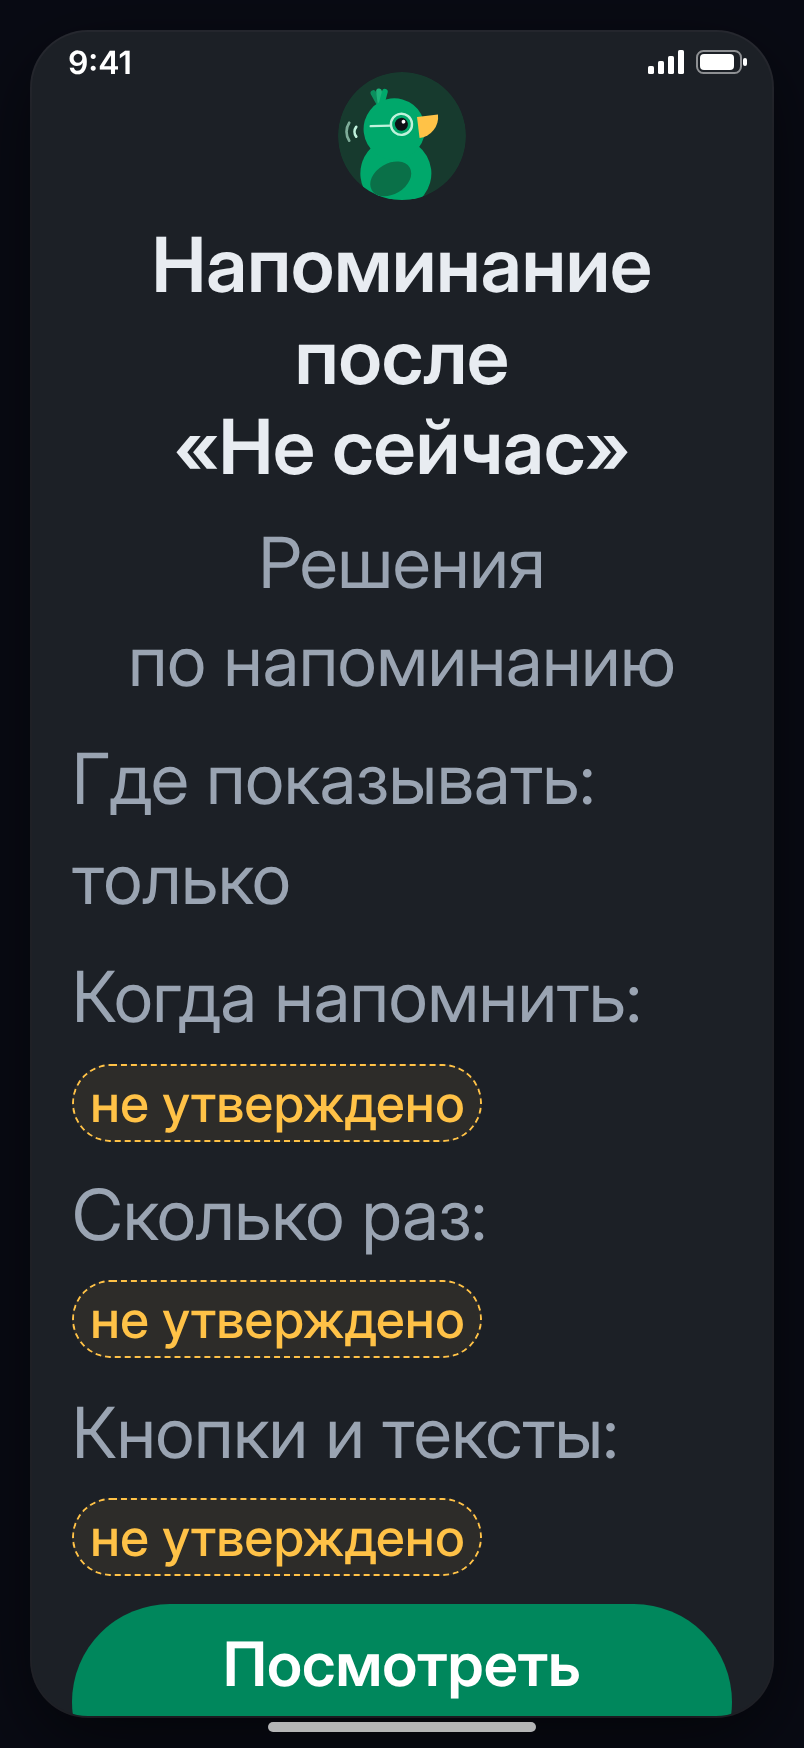 9:41
Напоминание
после
«Не сейчас»
Решения
по напоминанию
Где показывать:
только
Когда напомнить:
не утверждено
Сколько раз:
не утверждено
Кнопки и тексты:
не утверждено
Посмотреть